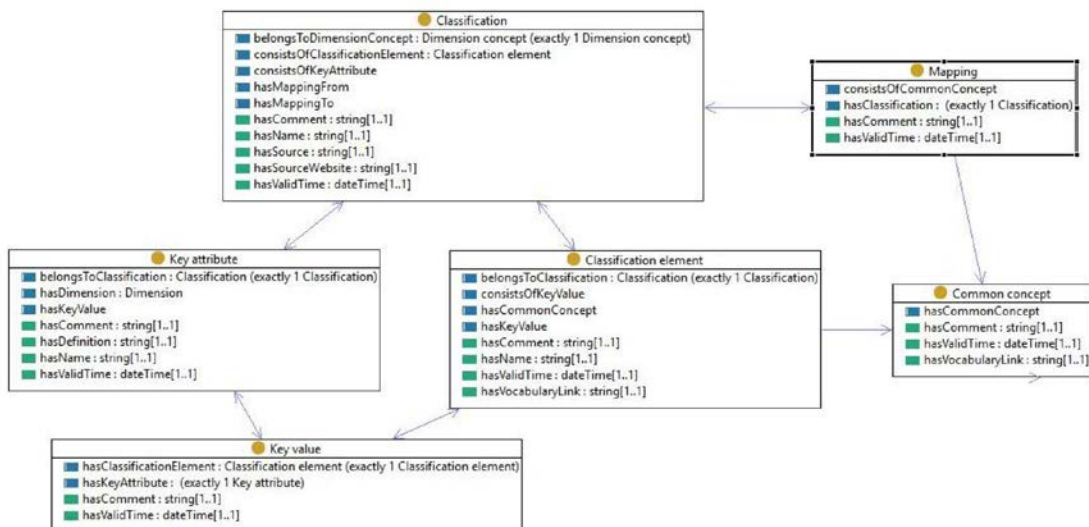 Classification
belongsToDimensionConcept : Dimension concept (exactly 1 Dimension concept)
consistsOfClassificationElement : Classification element
consistsOfKeyAttribute
hasMappingFrom
hasMappingTo
hasComment : string[1..1]
hasName : string[1..1]
hasSource : string[1..1]
hasSourceWebsite : string[1..1]
hasValidTime : dateTime[1..1]
Mapping
consistsOfCommonConcept
hasClassification : (exactly 1 Classification)
hasComment : string[1..1]
hasValidTime : dateTime[1..1]
Key attribute
belongsToClassification : Classification (exactly 1 Classification)
hasDimension : Dimension
hasKeyValue
hasComment : string[1..1]
hasDefinition : string[1..1]
hasName : string[1..1]
hasValidTime : dateTime[1..1]
Classification element
belongsToClassification : Classification (exactly 1 Classification)
consistsOfKeyValue
hasCommonConcept
hasKeyValue
hasComment : string[1..1]
hasName : string[1..1]
hasValidTime : dateTime[1..1]
hasVocabularyLink : string[1..1]
Common concept
hasCommonConcept
hasComment : string[1..1]
hasValidTime : dateTime[1..1]
hasVocabularyLink : string[1..1]
Key value
hasClassificationElement : Classification element (exactly 1 Classification element)
hasKeyAttribute : (exactly 1 Key attribute)
hasComment : string[1..1]
hasValidTime : dateTime[1..1]